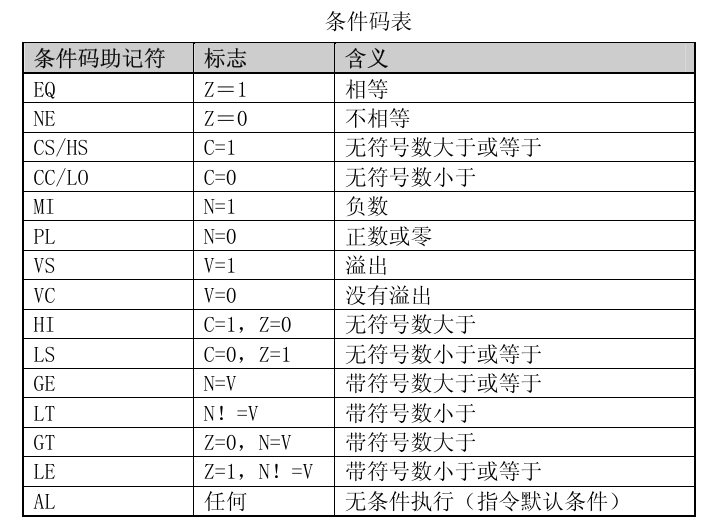 条件码表
条件码助记符 标志 含义
EQ Z＝1 相等
NE Z＝0 不相等
CS/HS C=1 无符号数大于或等于
CC/LO C=0 无符号数小于
MI N=1 负数
PL N=0 正数或零
VS V=1 溢出
VC V=0 没有溢出
HI C=1，Z=0 无符号数大于
LS C=0，Z=1 无符号数小于或等于
GE N=V 带符号数大于或等于
LT N！=V 带符号数小于
GT Z=0，N=V 带符号数大于
LE Z=1，N！=V 带符号数小于或等于
AL 任何 无条件执行（指令默认条件）